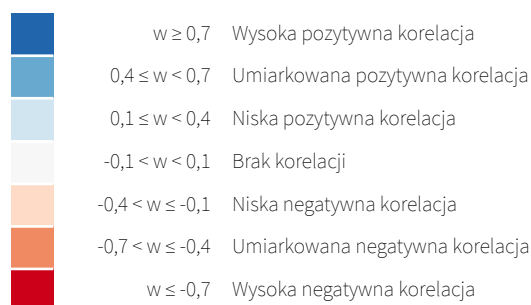 w ≥ 0,7 Wysoka pozytywna korelacja
0,4 ≤ w < 0,7 Umiarkowana pozytywna korelacja
0,1 ≤ w < 0,4 Niska pozytywna korelacja
-0,1 < w < 0,1 Brak korelacji
-0,4 < w ≤ -0,1 Niska negatywna korelacja
-0,7 < w ≤ -0,4 Umiarkowana negatywna korelacja
w ≤ -0,7 Wysoka negatywna korelacja